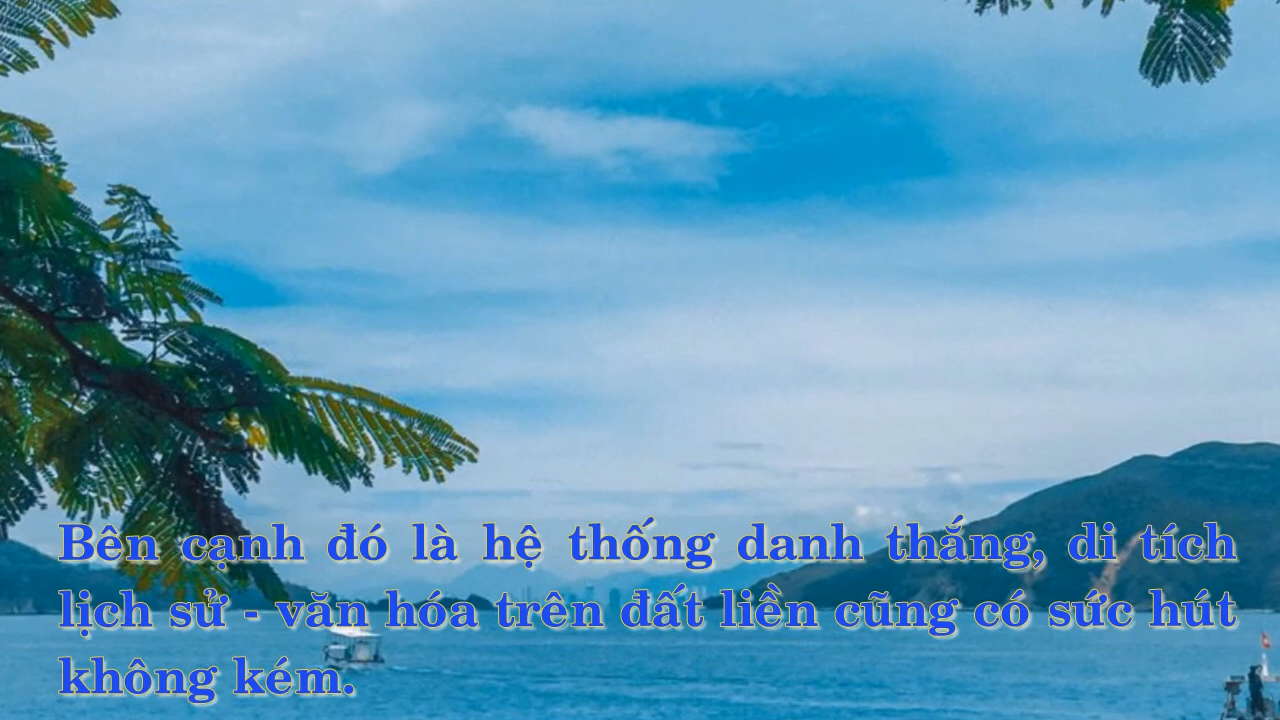 Bên cạnh đó là hệ thống danh thắng, di tích
lịch sử - văn hóa trên đất liền cũng có sức hút
không kém.